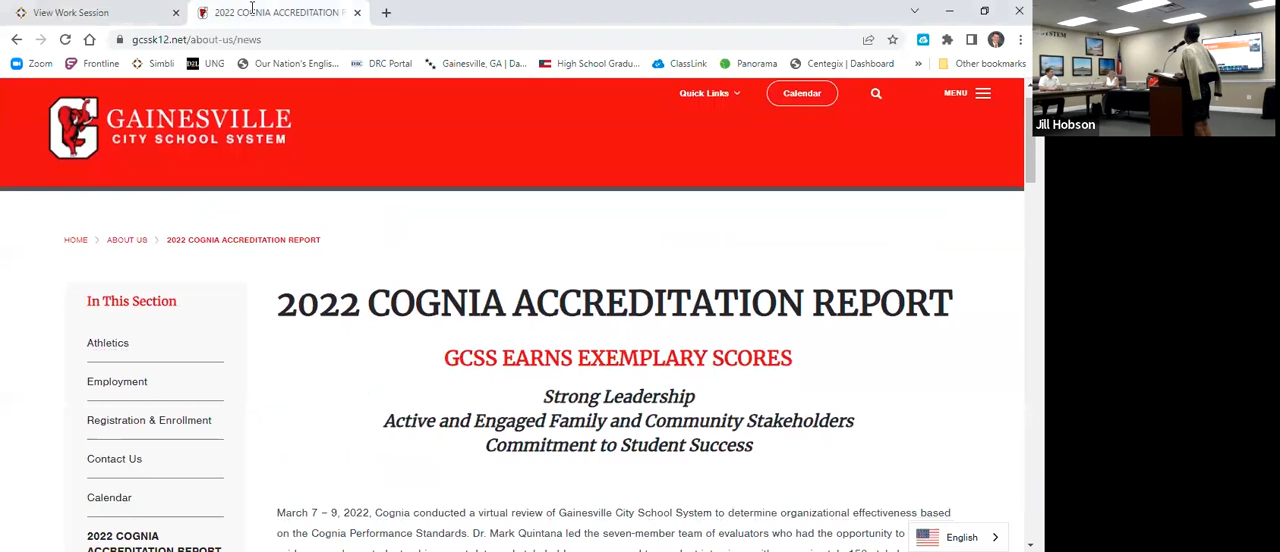 View Work Session
2022 COGNIA ACCREDITATION R
gcssk12.net/about-us/news
Zoom
Frontline
Simbli
D2L
UNG
Our Nation's Englis...
DRC Portal
Gainesville, GA | Da...
High School Gradu...
ClassLink
Panorama
Centegix | Dashboard
»
Other bookmarks
Quick Links
Calendar
MENU
GAINESVILLE
CITY SCHOOL SYSTEM
HOME > ABOUT US > 2022 COGNIA ACCREDITATION REPORT
In This Section
Athletics
Employment
Registration & Enrollment
Contact Us
Calendar
2022 COGNIA
ACCREDITATION REPORT
2022 COGNIA ACCREDITATION REPORT
GCSS EARNS EXEMPLARY SCORES
Strong Leadership
Active and Engaged Family and Community Stakeholders
Commitment to Student Success
March 7 – 9, 2022, Cognia conducted a virtual review of Gainesville City School System to determine organizational effectiveness based
on the Cognia Performance Standards. Dr. Mark Quintana led the seven-member team of evaluators who had the opportunity to
English
SYSTEM
Jill Hobson